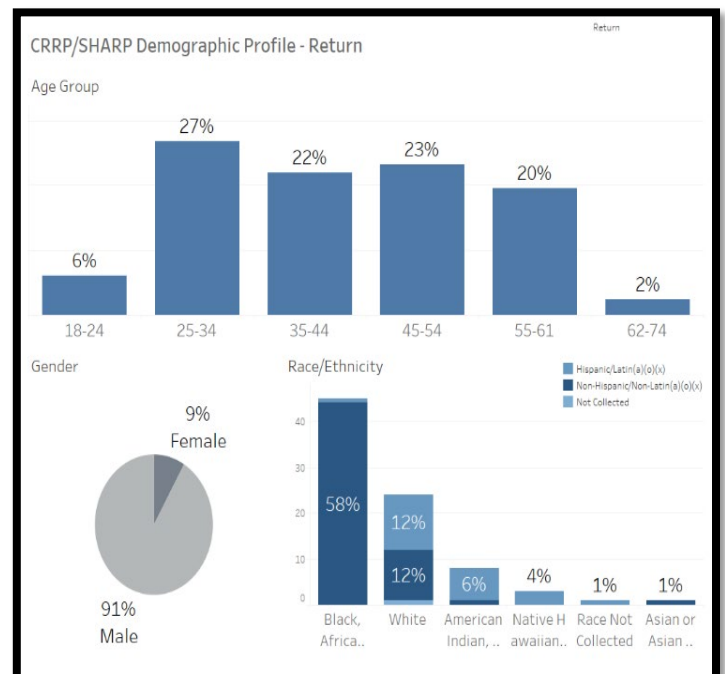 Return
CRRP/SHARP Demographic Profile - Return
Age Group
27%
22%
23%
20%
6%
2%
18-24 25-34 35-44 45-54 55-61 62-74
Gender
9%
Female
91%
Male
Race/Ethnicity
Hispanic/Latin(a)(o)(x)
Non-Hispanic/Non-Latin(a)(o)(x)
Not Collected
40
30
20
10
0
58%
12%
12%
6%
4%
1%
1%
Black, Africa..
White
American Indian, ..
Native H awaiian..
Race Not Collected
Asian or Asian ..